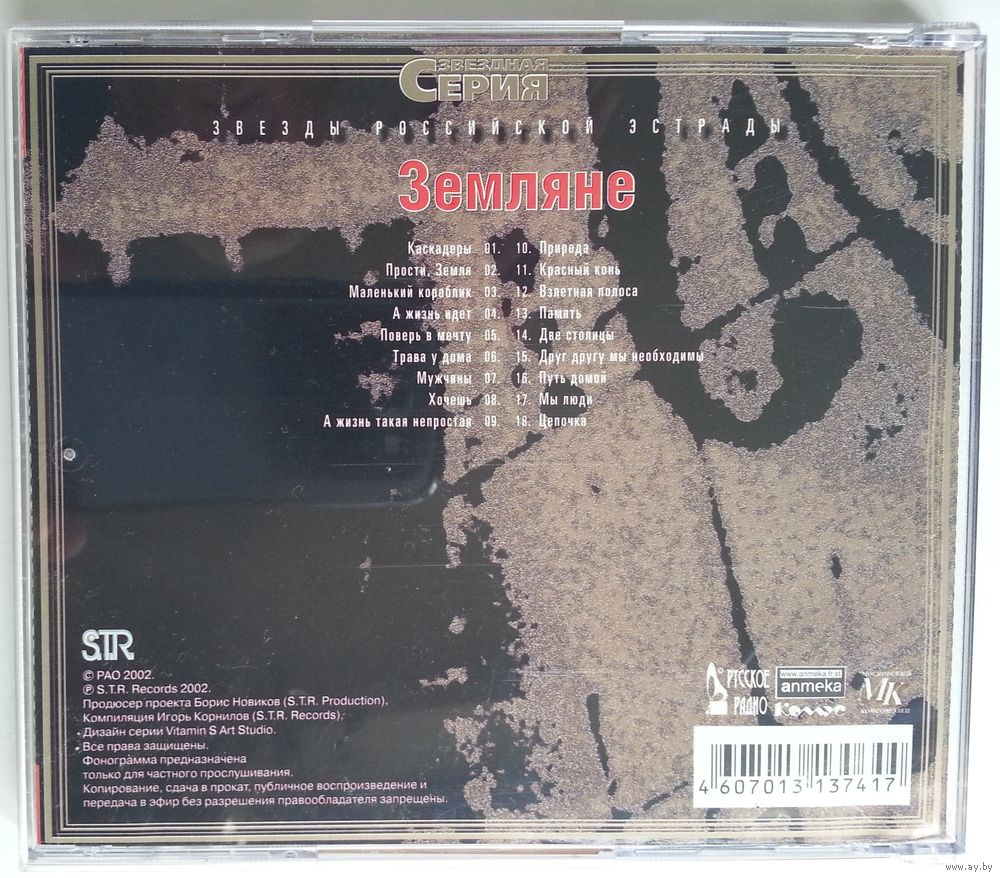 ЗВЕЗДНАЯ
СЕРИЯ
ЗВЕЗДЫ РОССИЙСКОЙ ЭСТРАДЫ
Земляне
Каскадеры 01.
Прости, Земля 02.
Маленький кораблик 03.
А жизнь идет 04.
Поверь в мечту 05.
Трава у дома 06.
Мужчины 07.
Хочешь 08.
А жизнь такая непростая 09.
10. Природа
11. Красный конь
12. Взлетная полоса
13. Память
14. Две столицы
15. Друг другу мы необходимы
16. Путь домой
17. Мы люди
18. Цепочка
S.T.R.
© РАО 2002.
℗ S.T.R. Records 2002.
Продюсер проекта Борис Новиков (S.T.R. Production),
Компиляция Игорь Корнилов (S.T.R. Records).
Дизайн серии Vitamin S Art Studio.
Все права защищены.
Фонограмма предназначена
только для частного прослушивания.
Копирование, сдача в прокат, публичное воспроизведение и
передача в эфир без разрешения правообладателя запрещены.
РУССКОЕ
РАДИО
www.anmeka.tr.st
anmeka
МОСКОВСКИЙ
МК
КОМСОМОЛЕЦ
4 607013 137417
www.ay.by